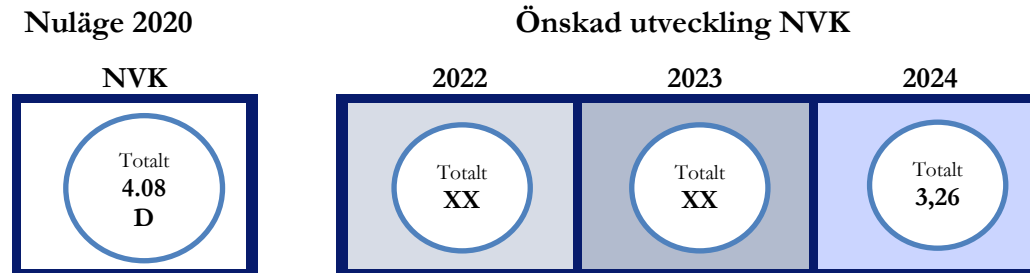 Nuläge 2020
Önskad utveckling NVK
NVK
2022
2023
2024
Totalt
4.08
D
Totalt
XX
Totalt
XX
Totalt
3,26